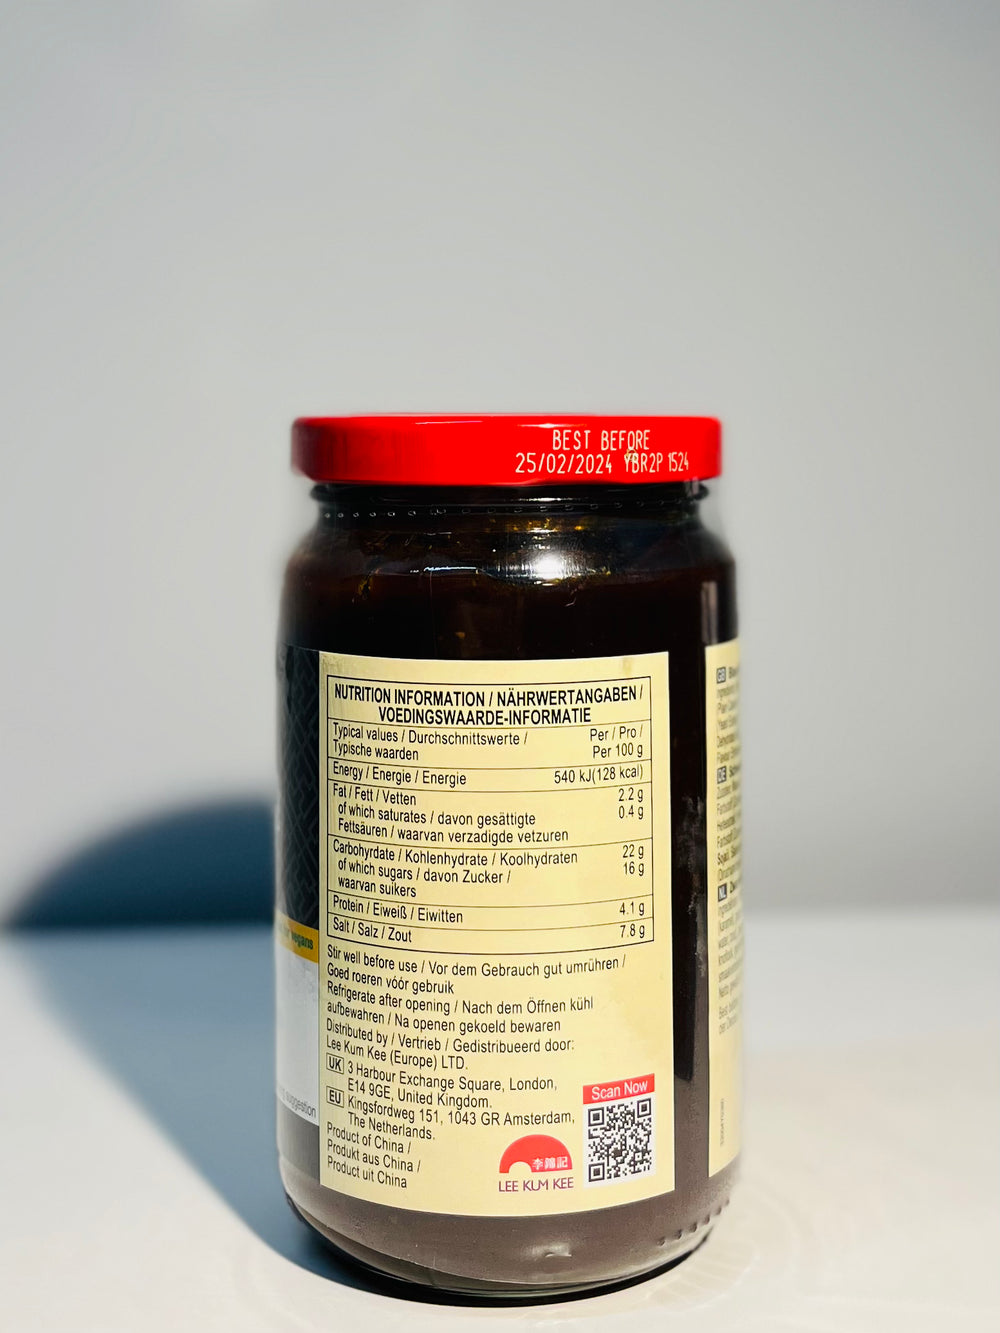 BEST BEFORE
25/02/2024 YBR2P 1524
NUTRITION INFORMATION / NÄHRWERTANGABEN /
VOEDINGSWAARDE-INFORMATIE
Typical values / Durchschnittswerte /
Typische waarden
Per / Pro /
Per 100 g
Energy / Energie / Energie 540 kJ(128 kcal)
Fat / Fett / Vetten 2.2 g
of which saturates / davon gesättigte 0.4 g
Fettsäuren / waarvan verzadigde vetzuren
Carbohyrdate / Kohlenhydrate / Koolhydraten 22 g
of which sugars / davon Zucker / 16 g
waarvan suikers
Protein / Eiweiß / Eiwitten 4.1 g
Salt / Salz / Zout 7.8 g
Stir well before use / Vor dem Gebrauch gut umrühren /
Goed roeren vóór gebruik
Refrigerate after opening / Nach dem Öffnen kühl
aufbewahren / Na openen gekoeld bewaren
Distributed by / Vertrieb / Gedistribueerd door:
Lee Kum Kee (Europe) LTD.
UK 3 Harbour Exchange Square, London,
E14 9GE, United Kingdom.
EU Kingsfordweg 151, 1043 GR Amsterdam,
The Netherlands.
Product of China /
Produkt aus China /
Product uit China
Scan Now
李錦記
LEE KUM KEE
vegans
suggestion
GB
DE
NL